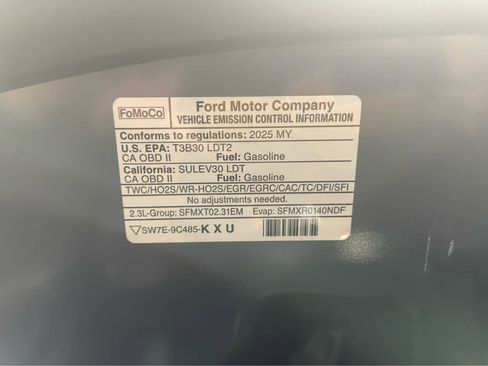 FoMoCo
Ford Motor Company
VEHICLE EMISSION CONTROL INFORMATION
Conforms to regulations: 2025 MY
U.S. EPA: T3B30 LDT2
CA OBD II Fuel: Gasoline
California: SULEV30 LDT
CA OBD II Fuel: Gasoline
TWC/HO2S/WR-HO2S/EGR/EGRC/CAC/TC/DFI/SFI
No adjustments needed.
2.3L-Group: SFMXT02.31EM Evap: SFMXR0140NDF
SW7E-9C485-KXU